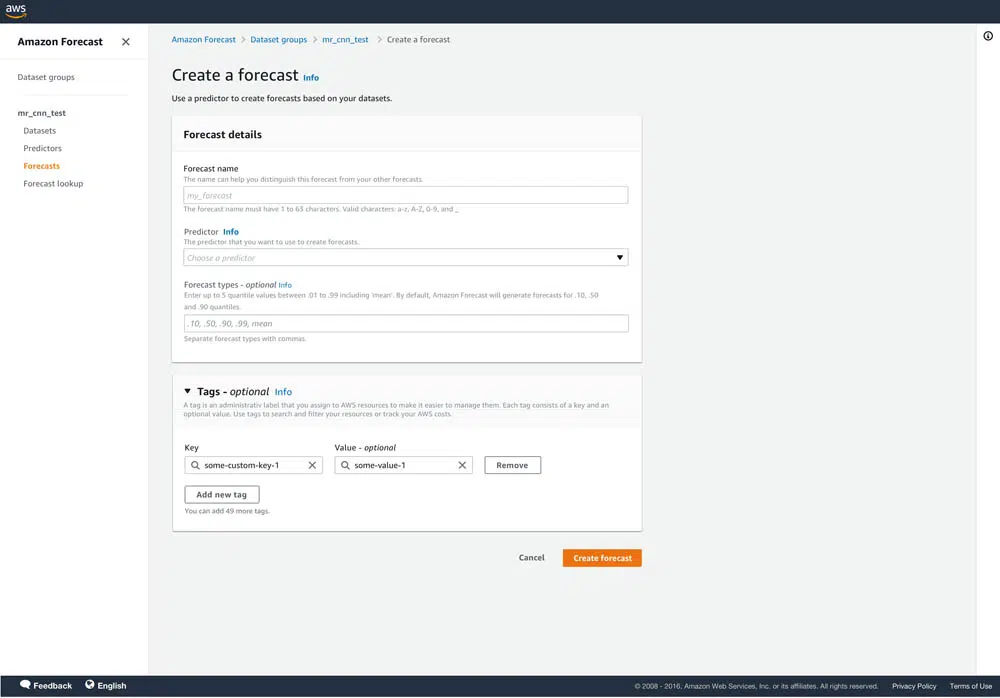 aws
Amazon Forecast
Dataset groups
mr_cnn_test
Datasets
Predictors
Forecasts
Forecast lookup
Amazon Forecast > Dataset groups > mr_cnn_test > Create a forecast
Create a forecast Info
Use a predictor to create forecasts based on your datasets.
Forecast details
Forecast name
The name can help you distinguish this forecast from your other forecasts.
my_forecast
The forecast name must have 1 to 63 characters. Valid characters: a-z, A-Z, 0-9, and _
Predictor Info
The predictor that you want to use to create forecasts.
Choose a predictor
Forecast types - optional Info
Enter up to 5 quantile values between .01 to .99 including 'mean'. By default, Amazon Forecast will generate forecasts for .10, .50
and .90 quantiles.
.10, .50, .90, .99, mean
Separate forecast types with commas.
Tags - optional Info
A tag is an administrativ label that you assign to AWS resources to make it easier to manage them. Each tag consists of a key and an
optional value. Use tags to search and filter your resources or track your AWS costs.
Key Value - optional
some-custom-key-1 some-value-1 Remove
Add new tag
You can add 49 more tags.
Cancel Create forecast
Feedback English © 2008 - 2016, Amazon Web Services, Inc. or its affiliates. All rights reserved. Privacy Policy Terms of Use